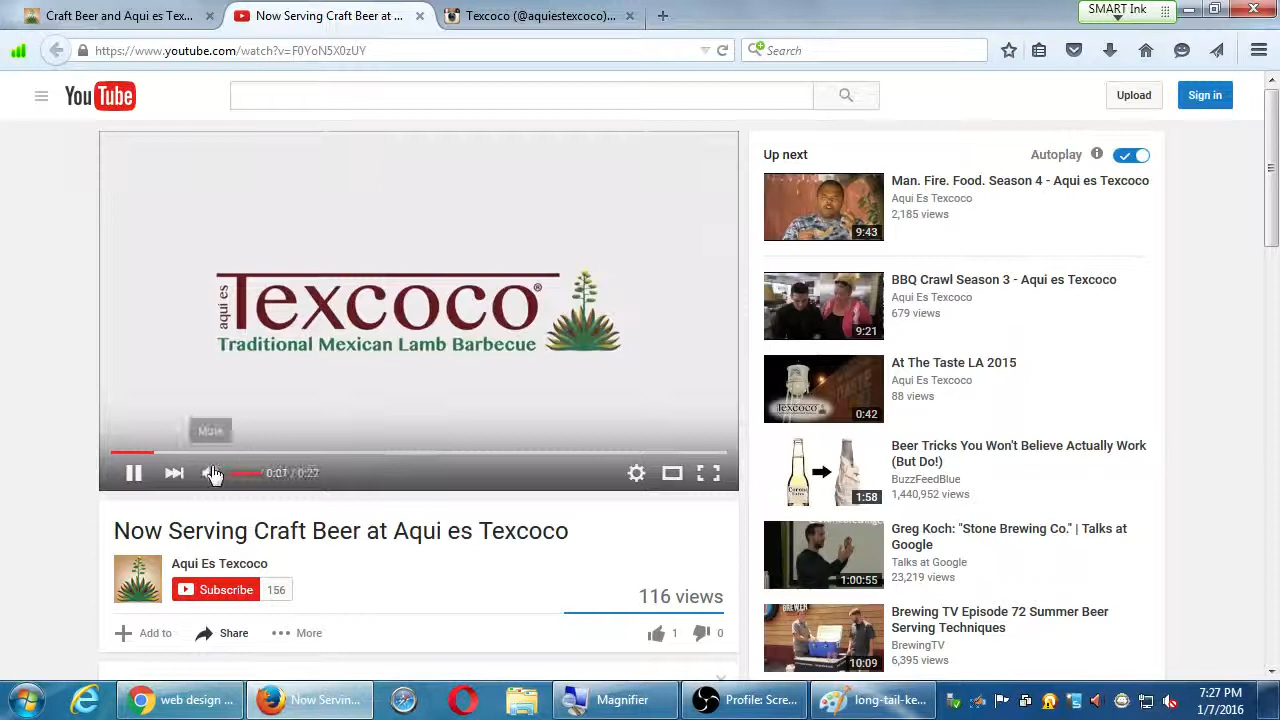 Craft Beer and Aqui es Tex...
Now Serving Craft Beer at ...
Texcoco (@aquiestexcoco)...
SMART Ink
https://www.youtube.com/watch?v=F0YoN5X0zUY
Search
YouTube
Upload
Sign in
aqui es
Texcoco®
Traditional Mexican Lamb Barbecue
Mute
0:01 / 0:27
Now Serving Craft Beer at Aqui es Texcoco
Aqui Es Texcoco
Subscribe 156
116 views
Add to
Share
More
1
0
Up next
Autoplay
Man. Fire. Food. Season 4 - Aqui es Texcoco
Aqui Es Texcoco
2,185 views
9:43
BBQ Crawl Season 3 - Aqui es Texcoco
Aqui Es Texcoco
679 views
9:21
At The Taste LA 2015
Aqui Es Texcoco
88 views
Texcoco
0:42
Beer Tricks You Won't Believe Actually Work
(But Do!)
BuzzFeedBlue
1,440,952 views
1:58
Greg Koch: "Stone Brewing Co." | Talks at
Google
Talks at Google
23,219 views
1:00:55
Brewing TV Episode 72 Summer Beer
Serving Techniques
BrewingTV
6,395 views
10:09
web design ...
Now Servin...
Magnifier
Profile: Scre...
long-tail-ke...
7:27 PM
1/7/2016